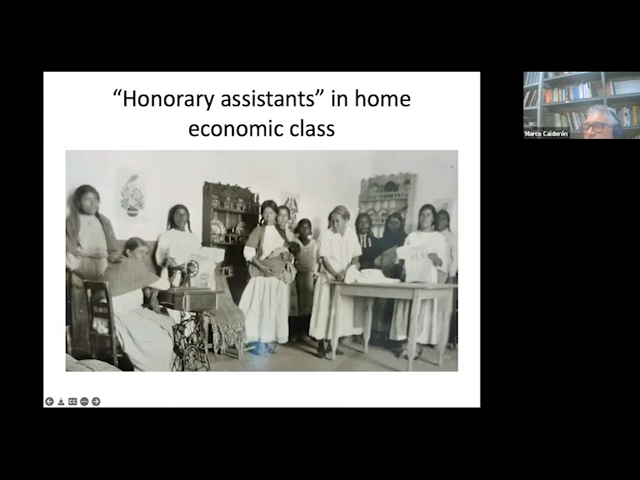 “Honorary assistants” in home
economic class
Marco Calderón